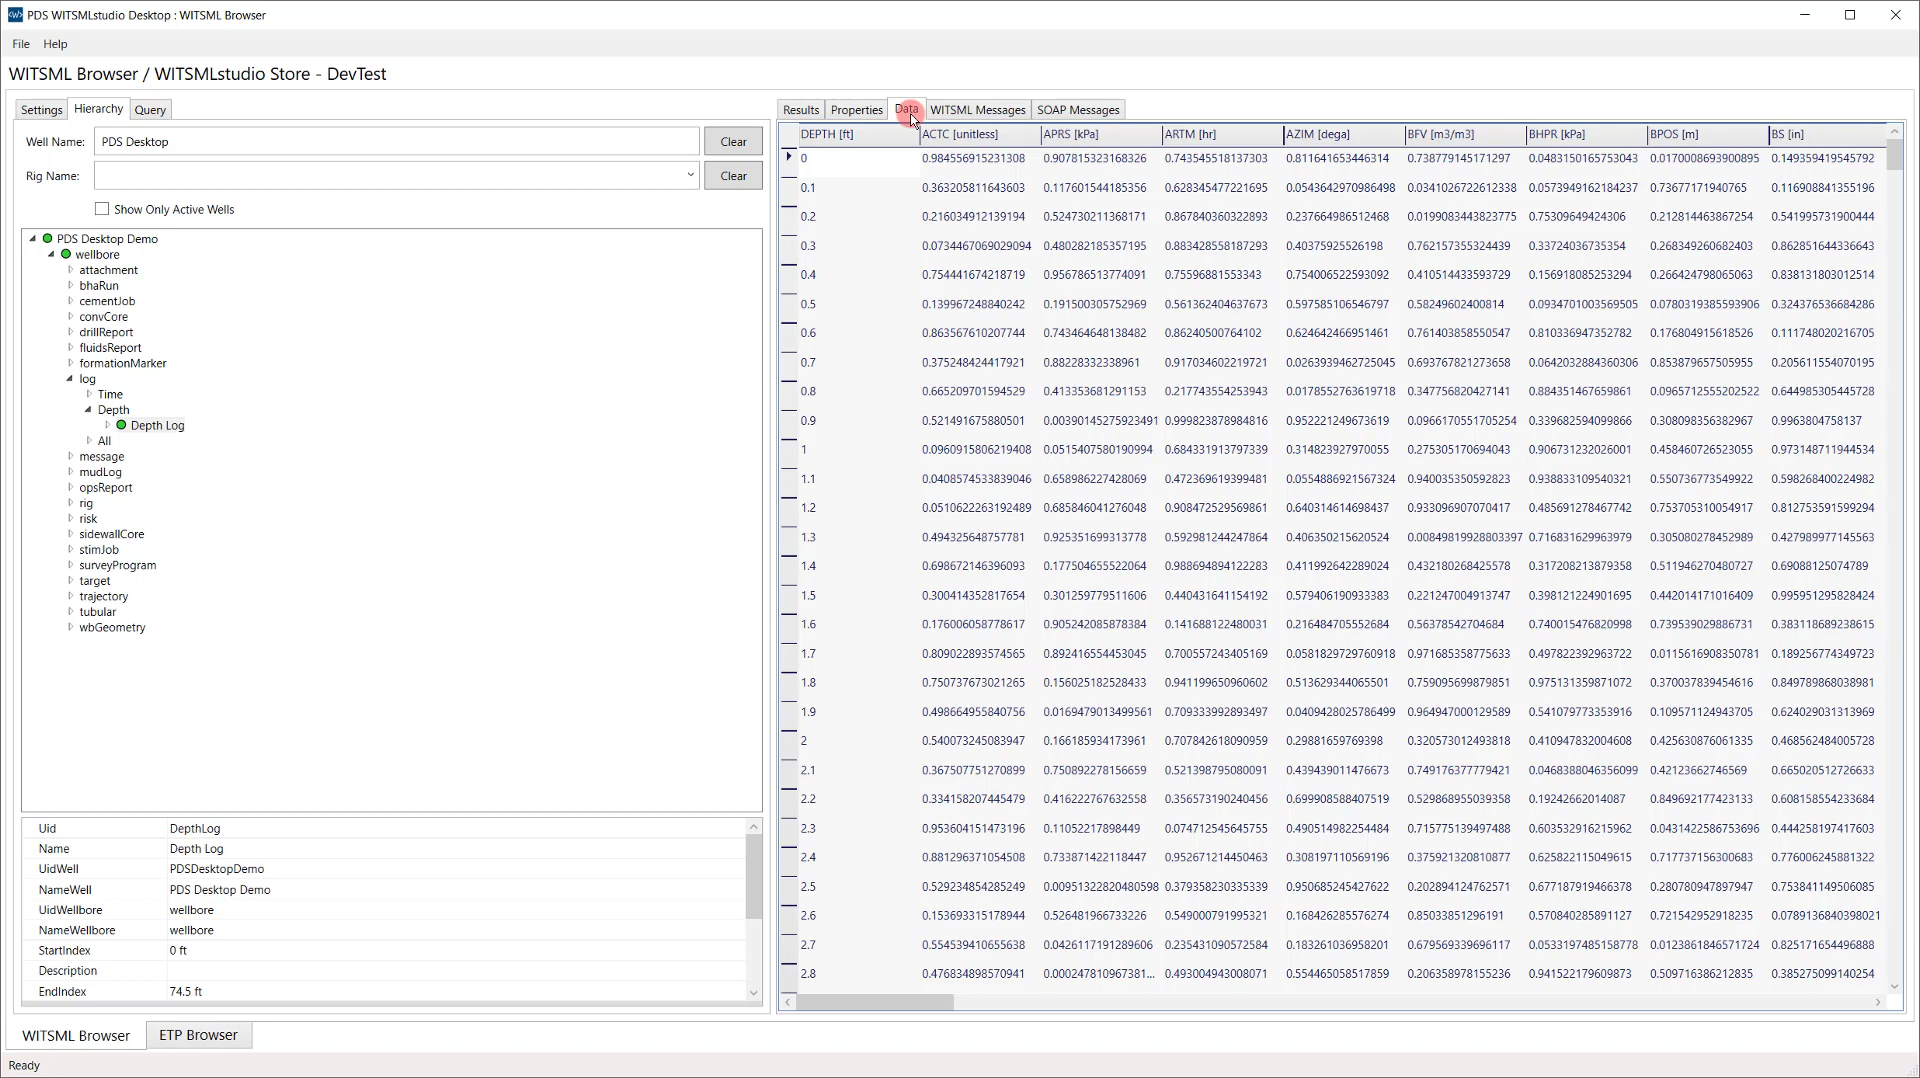 PDS WITSMLstudio Desktop : WITSML Browser
File Help
WITSML Browser / WITSMLstudio Store - DevTest
Settings Hierarchy Query
Well Name: PDS Desktop Clear
Rig Name: Clear
Show Only Active Wells
PDS Desktop Demo
wellbore
attachment
bhaRun
cementJob
convCore
drillReport
fluidsReport
formationMarker
log
Time
Depth
Depth Log
All
message
mudLog
opsReport
rig
risk
sidewallCore
stimJob
surveyProgram
target
trajectory
tubular
wbGeometry
Uid DepthLog
Name Depth Log
UidWell PDSDesktopDemo
NameWell PDS Desktop Demo
UidWellbore wellbore
NameWellbore wellbore
StartIndex 0 ft
Description
EndIndex 74.5 ft
Results Properties Data WITSML Messages SOAP Messages
DEPTH [ft] ACTC [unitless] APRS [kPa] ARTM [hr] AZIM [dega] BFV [m3/m3] BHPR [kPa] BPOS [m] BS [in]
0 0.984556915231308 0.907815323168326 0.743545518137303 0.811641653446314 0.738779145171297 0.0483150165753043 0.0170008693900895 0.149359419545792
0.1 0.363205811643603 0.117601544185356 0.628345477221695 0.0543642970986498 0.0341026722612338 0.0573949162184237 0.73677171940765 0.116908841355196
0.2 0.216034912139194 0.524730211368171 0.867840360322893 0.237664986512468 0.0199083443823775 0.75309649424306 0.212814463867254 0.541995731900444
0.3 0.0734467069029094 0.480282185357195 0.883428558187293 0.40375925526198 0.762157355324439 0.33724036735354 0.268349260682403 0.862851644336643
0.4 0.754441674218719 0.956786513774091 0.75596881553343 0.754006522593092 0.410514433593729 0.156918085253294 0.266424798065063 0.838131803012514
0.5 0.139967248840242 0.191500305752969 0.561362404637673 0.597585106546797 0.58249602400814 0.0934701003569505 0.0780319385593906 0.324376536684286
0.6 0.863567610207744 0.743464648138482 0.86240500764102 0.624642466951461 0.761403858550547 0.810336947352782 0.176804915618526 0.111748020216705
0.7 0.375248424417921 0.88228332338961 0.917034602219721 0.0263939462725045 0.693767821273658 0.0642032884360306 0.853879657505955 0.205611554070195
0.8 0.665209701594529 0.413353681291153 0.217743554253943 0.0178552763619718 0.347756820427141 0.884351467659861 0.0965712555202522 0.644985305445728
0.9 0.521491675880501 0.00390145275923491 0.999823878984816 0.952221249673619 0.0966170551705254 0.339682594099866 0.308098356382967 0.9963804758137
1 0.0960915806219408 0.0515407580190994 0.684331913797339 0.314823927970055 0.275305170694043 0.906731232026001 0.458460726523055 0.973148711944534
1.1 0.0408574533839046 0.658986227428069 0.472369619399481 0.0554886921567324 0.940035350592823 0.938833109540321 0.550736773549922 0.598268400224982
1.2 0.0510622263192489 0.685846041276048 0.908472529569861 0.640314614698437 0.933096907070417 0.485691278467742 0.753705310054917 0.812753591599294
1.3 0.494325648757781 0.925351699313778 0.592981244247864 0.406350215620524 0.00849819928803397 0.716831629963979 0.305080278452989 0.427989977145563
1.4 0.698672146396093 0.177504655522064 0.988694894122283 0.411992642289024 0.432180268425578 0.317208213879358 0.511946270480727 0.69088125074789
1.5 0.300414352817654 0.301259779511606 0.440431641154192 0.579406190933383 0.221247004913747 0.398121224901695 0.442014171016409 0.995951295828424
1.6 0.176006058778617 0.905242085878384 0.141688122480031 0.216484705552684 0.56378542704684 0.740015476820998 0.739539029886731 0.383118689238615
1.7 0.809022893574565 0.892416554453045 0.700557243405169 0.0581829729760918 0.971685358775633 0.497822392963722 0.0115616908350781 0.189256774349723
1.8 0.750737673021265 0.156025182528433 0.941199650960602 0.513629344065501 0.759095699879851 0.975131359871072 0.370037839454616 0.849789868038981
1.9 0.498664955840756 0.0169479013499561 0.709333992893497 0.0409428025786499 0.964947000129589 0.541079773353916 0.109571124943705 0.624029031313969
2 0.540073245083947 0.166185934173961 0.707842618090959 0.29881659769398 0.320573012493818 0.410947832004608 0.425630876061335 0.468562484005728
2.1 0.367507751270899 0.750892278156659 0.521398795080091 0.439439011476673 0.749176377779421 0.0468388046356099 0.42123662746569 0.665020512726633
2.2 0.334158207445479 0.416222767632558 0.356573190240456 0.699908588407519 0.529868955039358 0.19242662014087 0.849692177423133 0.608158554233684
2.3 0.953604151473196 0.11052217898449 0.074712545645755 0.490514982254484 0.715775139497488 0.603532916215962 0.0431422586753696 0.444258197417603
2.4 0.881296371054508 0.733871422118447 0.952671214450463 0.308197110569196 0.375921320810877 0.625822115049615 0.717737156300683 0.776006245881322
2.5 0.529234854285249 0.00951322820480598 0.379358230335339 0.950685245427622 0.202894124762571 0.677187919466378 0.280780947897947 0.753841149506085
2.6 0.153693315178944 0.526481966733226 0.549000791995321 0.168426285576274 0.85033851296191 0.570840285891127 0.721542952918235 0.0789136840398021
2.7 0.554539410655638 0.0426117191289606 0.235431090572584 0.183261036958201 0.679569339696117 0.0533197485158778 0.0123861846571724 0.825171654496888
2.8 0.476834898570941 0.000247810967381... 0.493004943008071 0.554465058517859 0.206358978155236 0.941522179609873 0.509716386212835 0.385275099140254
WITSML Browser ETP Browser
Ready